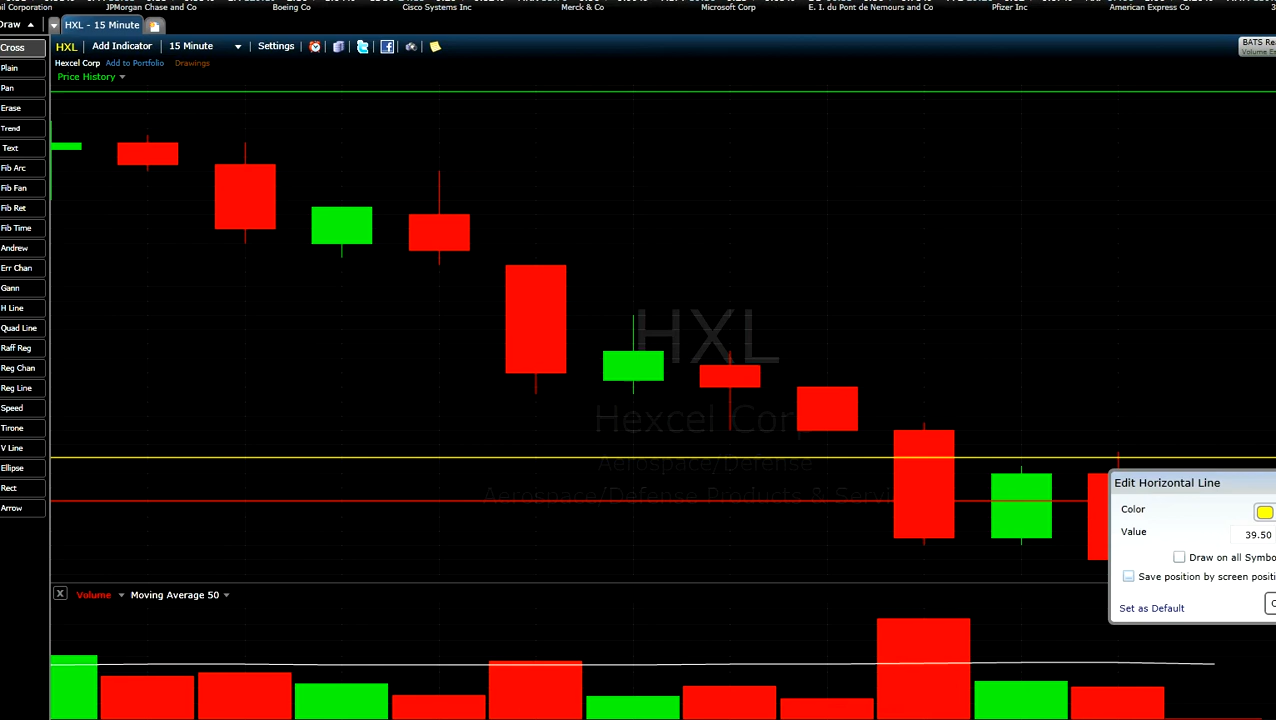 JPMorgan Chase and Co
Boeing Co
Cisco Systems Inc
Merck & Co
E. I. du Pont de Nemours and Co
Microsoft Corp
Pfizer Inc
American Express Co
Draw
HXL - 15 Minute
Cross
Plain
Pan
Erase
Trend
Text
Fib Arc
Fib Fan
Fib Ret
Fib Time
Andrew
Err Chan
Gann
H Line
Quad Line
Raff Reg
Reg Chan
Reg Line
Speed
Tirone
V Line
Ellipse
Rect
Arrow
HXL Add Indicator 15 Minute Settings
Hexcel Corp Add to Portfolio Drawings
Price History
HXL
Hexcel Corp
Aerospace/Defense
Aerospace/Defense Products & Servi
BATS Re
Volume
Edit Horizontal Line
Color
Value 39.50
Draw on all Symbo
Save position by screen positi
Set as Default
X Volume Moving Average 50